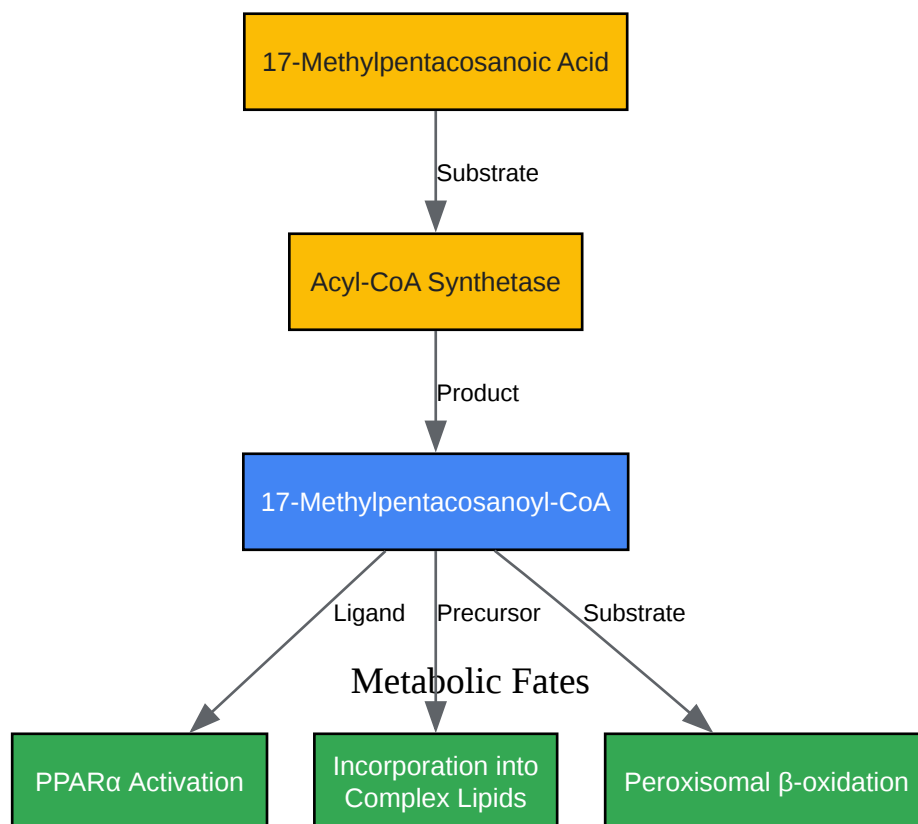 17-Methylpentacosanoic Acid
Substrate
Acyl-CoA Synthetase
Product
17-Methylpentacosanoyl-CoA
Ligand
Precursor
Substrate
Metabolic Fates
PPARα Activation
Incorporation into
Complex Lipids
Peroxisomal β-oxidation